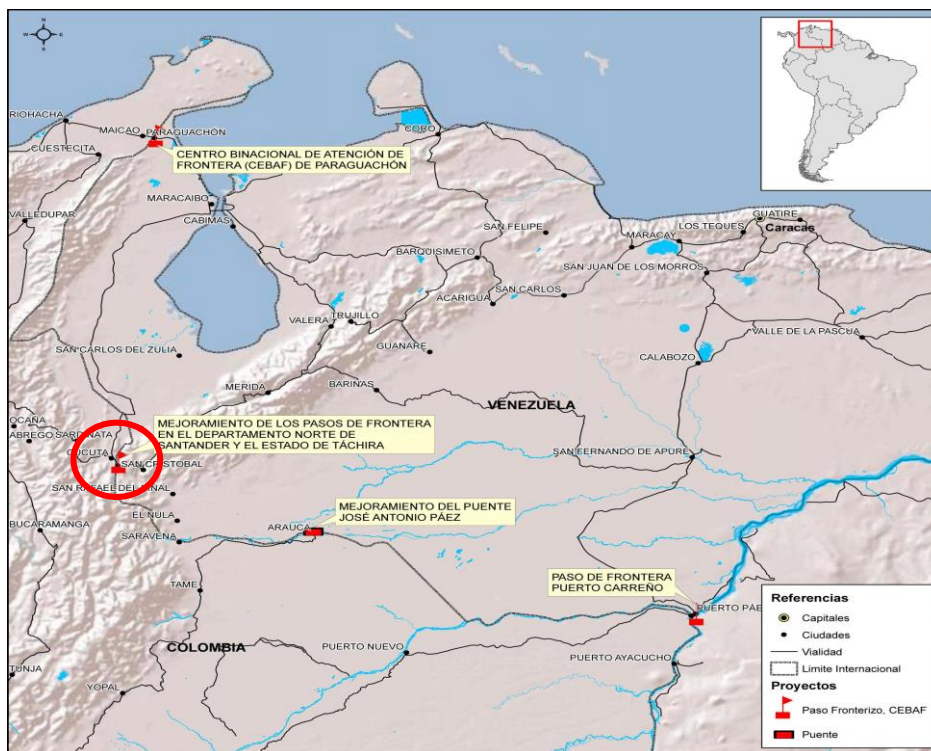 N
W
E
S
RIOHACHA
MAICAO
PARAGUACHÓN
CUESTECITA
CENTRO BINACIONAL DE ATENCIÓN DE
FRONTERA (CEBAF) DE PARAGUACHÓN
CORO
VALLEDUPAR
MARACAIBO
CABIMAS
SAN FELIPE
BARQUISIMETO
MARACAY
LOS TEQUES
GUATIRE
Caracas
SAN JUAN DE LOS MORROS
SAN CARLOS
ACARIGUA
VALERA
TRUJILLO
GUANARE
VALLE DE LA PASCUA
CALABOZO
SAN CARLOS DEL ZULIA
MERIDA
BARINAS
VENEZUELA
OCAÑA
ABREGO
SARDINATA
MEJORAMIENTO DE LOS PASOS DE FRONTERA
EN EL DEPARTAMENTO NORTE DE
SANTANDER Y EL ESTADO DE TÁCHIRA
CUCUTA
SAN CRISTOBAL
SAN RAFAEL DEL PINAL
SAN FERNANDO DE APURE
EL NULA
BUCARAMANGA
SARAVENA
ARAUCA
MEJORAMIENTO DEL PUENTE
JOSÉ ANTONIO PÁEZ
TAME
PASO DE FRONTERA
PUERTO CARREÑO
PUERTO PÁEZ
COLOMBIA
PUERTO NUEVO
PUERTO AYACUCHO
TUNJA
YOPAL
Referencias
Capitales
Ciudades
Vialidad
Limite Internacional
Proyectos
Paso Fronterizo, CEBAF
Puente